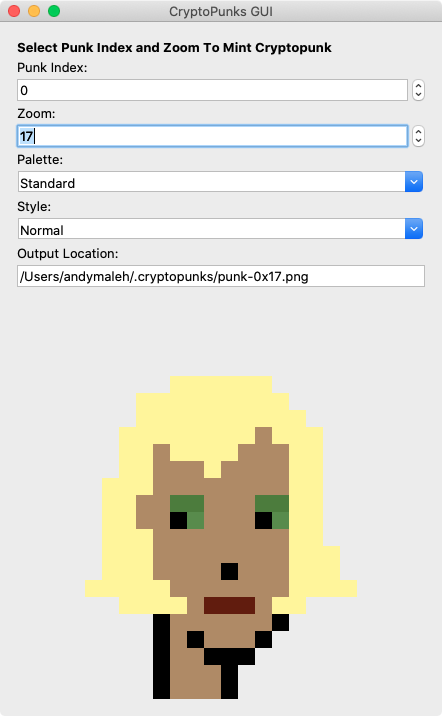 CryptoPunks GUI
Select Punk Index and Zoom To Mint Cryptopunk
Punk Index:
0
Zoom:
17
Palette:
Standard
Style:
Normal
Output Location:
/Users/andymaleh/.cryptopunks/punk-0x17.png